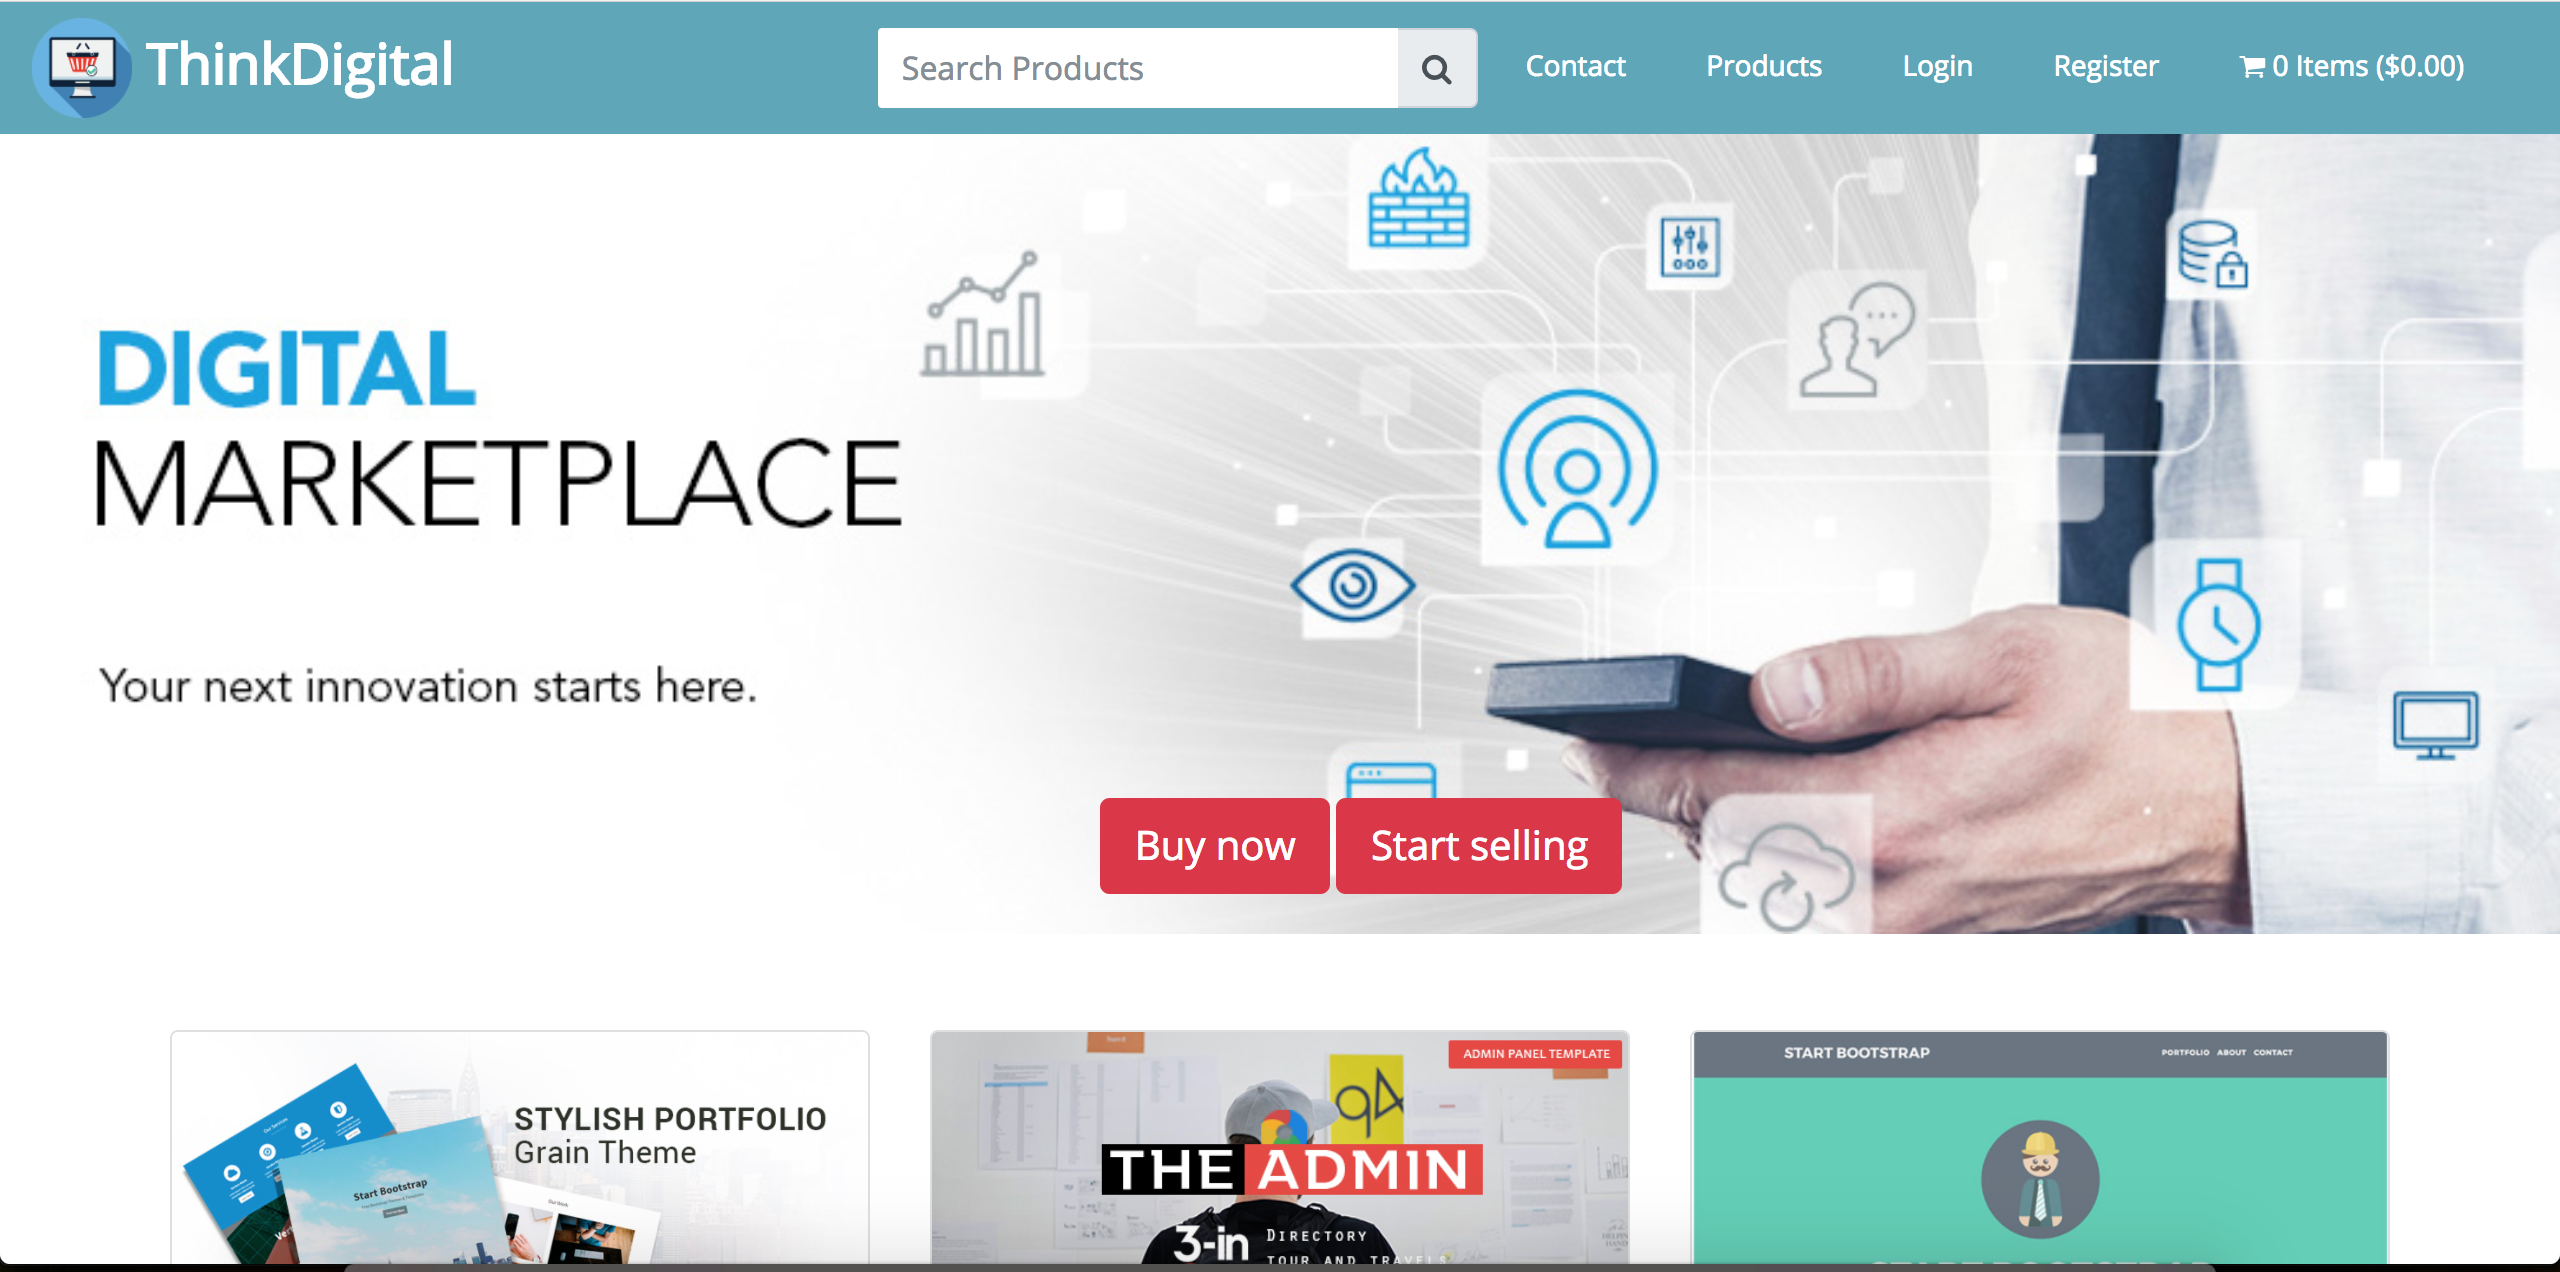 ThinkDigital
Search Products
Contact
Products
Login
Register
0 Items ($0.00)
DIGITAL
MARKETPLACE
Your next innovation starts here.
Buy now
Start selling
STYLISH PORTFOLIO
Grain Theme
Start Bootstrap
ADMIN PANEL TEMPLATE
THE ADMIN
3-in
DIRECTORY
TOUR AND TRAVELS
START BOOTSTRAP
PORTFOLIO ABOUT CONTACT